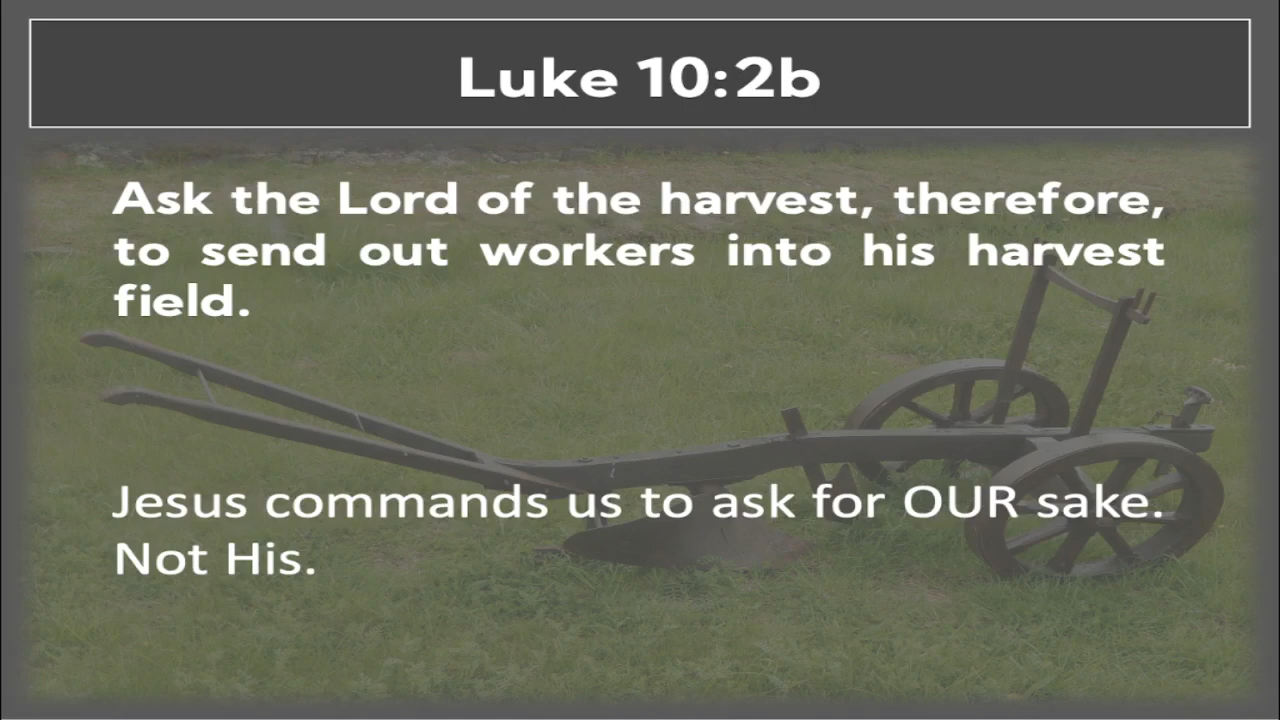 Luke 10:2b
Ask the Lord of the harvest, therefore,
to send out workers into his harvest
field.
Jesus commands us to ask for OUR sake.
Not His.